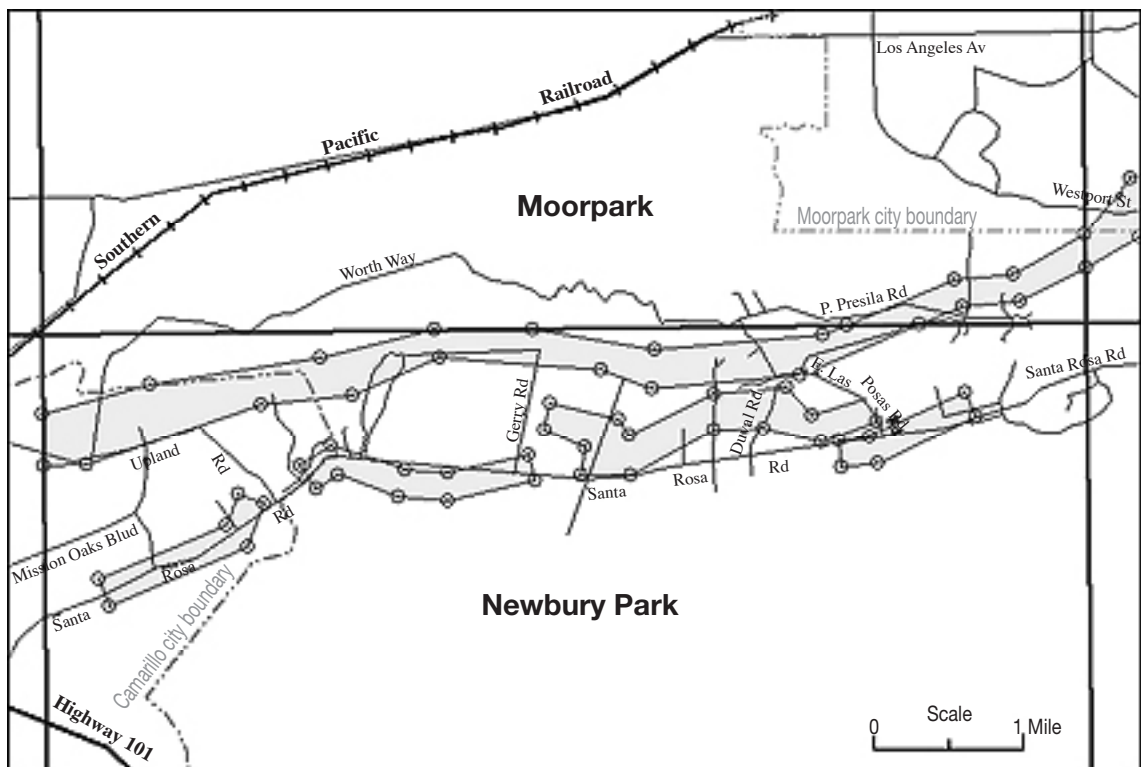 Los Angeles Av
Railroad
Pacific
Westport St
Moorpark
Moorpark city boundary
Southern
Worth Way
P. Presila Rd
Santa Rosa Rd
E. Las
Posas Rd
Gerry Rd
Duval Rd
Upland
Rd
Rd
Rosa
Santa
Rd
Mission Oaks Blud
Rosa
Santa
Newbury Park
Camarillo city boundary
Highway 101
Scale
0
1 Mile